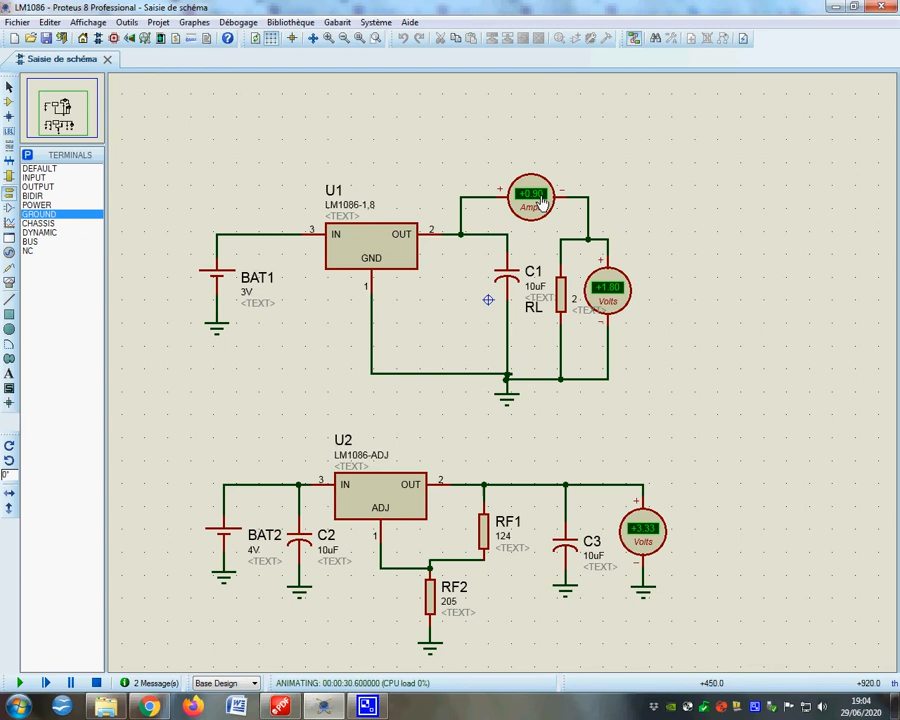 LM1086 - Proteus 8 Professional - Saisie de schéma
Fichier Editer Affichage Outils Projet Graphes Débogage Bibliothèque Gabarit Système Aide
Saisie de schéma
P TERMINALS
DEFAULT
INPUT
OUTPUT
BIDIR
POWER
GROUND
CHASSIS
DYNAMIC
BUS
NC
LBL
A
0°
U1
LM1086-1,8
<TEXT>
3 IN OUT 2
GND
1
BAT1
3V
<TEXT>
+ -
+0.90
C1
10uF
<TEXT>
RL
2
<TEXT>
+
+1.80
Volts
-
U2
LM1086-ADJ
<TEXT>
3 IN OUT 2
ADJ
1
BAT2
4V
<TEXT>
C2
10uF
<TEXT>
RF1
124
<TEXT>
RF2
205
<TEXT>
C3
10uF
<TEXT>
+
+3.33
Volts
-
2 Message(s) Base Design ANIMATING: 00:00:30.600000 (CPU load 0%) +450.0 +920.0 th
19:04
29/06/2020